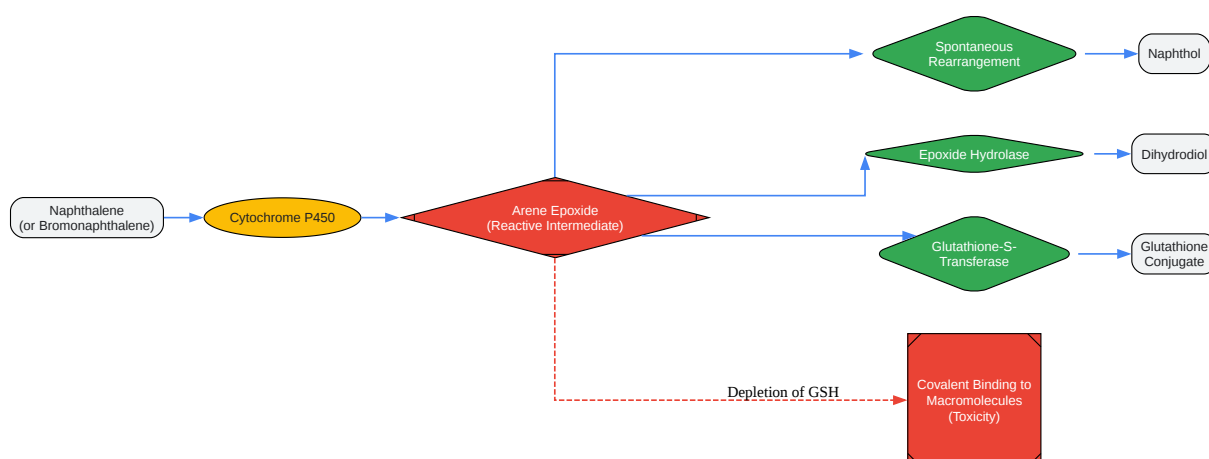 Spontaneous
Rearrangement
Naphthol
Epoxide Hydrolase
Dihydrodiol
Naphthalene
(or Bromonaphthalene)
Cytochrome P450
Arene Epoxide
(Reactive Intermediate)
Glutathione-S-
Transferase
Glutathione
Conjugate
Depletion of GSH
Covalent Binding to
Macromolecules
(Toxicity)